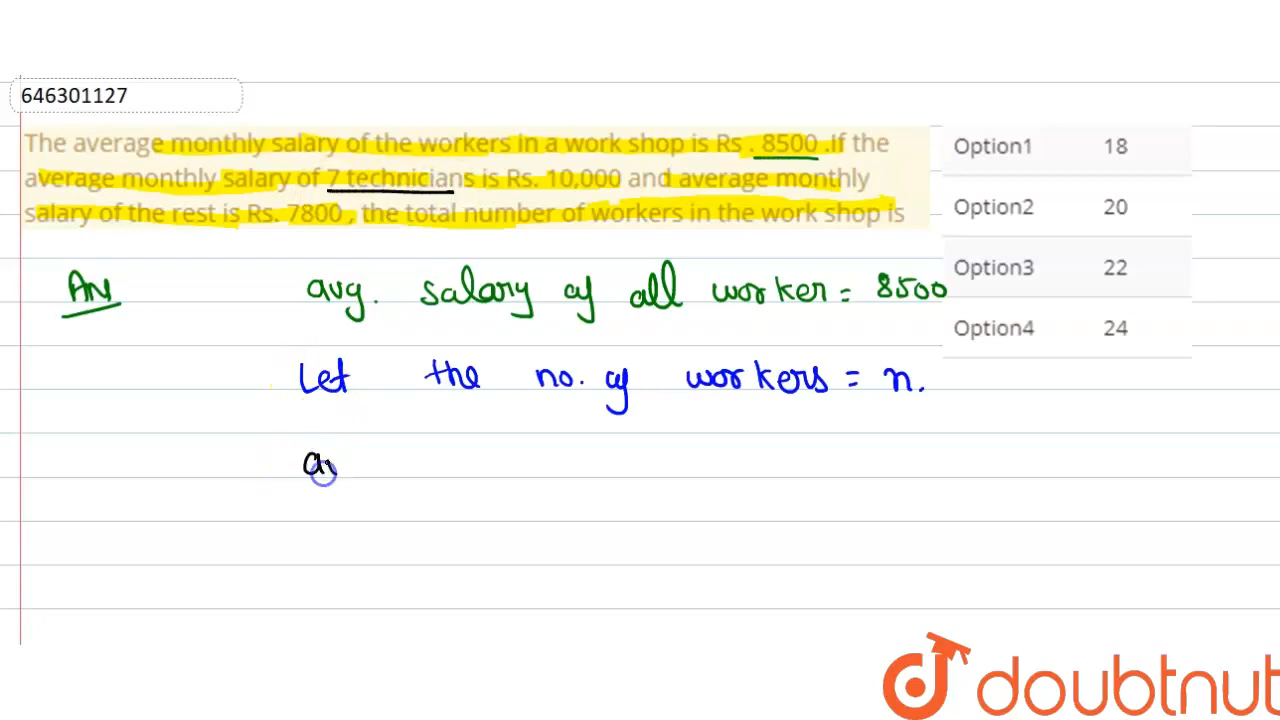 646301127
The average monthly salary of the workers in a work shop is Rs . 8500 .If the
average monthly salary of 7 technicians is Rs. 10,000 and average monthly
salary of the rest is Rs. 7800 , the total number of workers in the work shop is
Option1 18
Option2 20
Option3 22
Option4 24
avg. salary of all worker = 8500
Let the no. of workers = n.
doubtnut